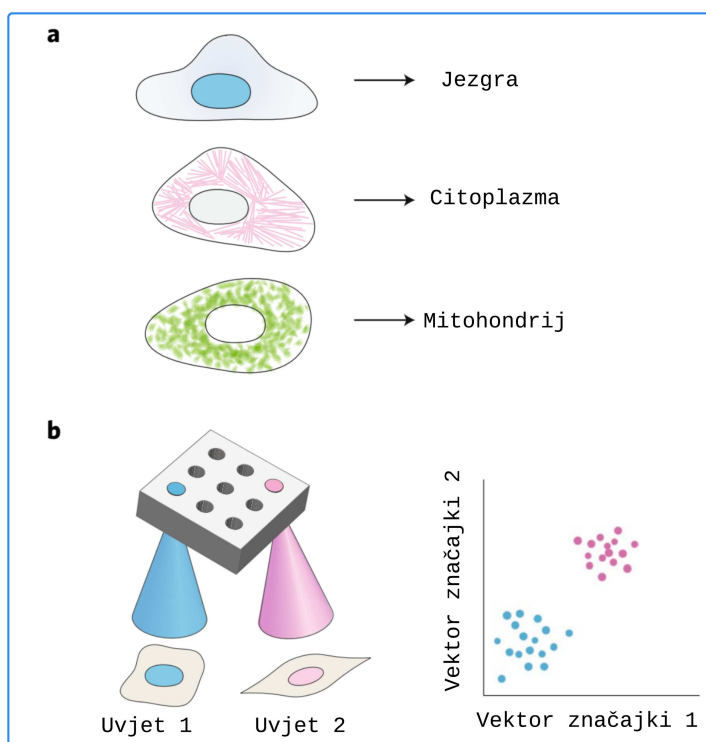 a
Jezgra
Citoplazma
Mitohondrij
b
Vektor značajki 2
Uvjet 1
Uvjet 2
Vektor značajki 1